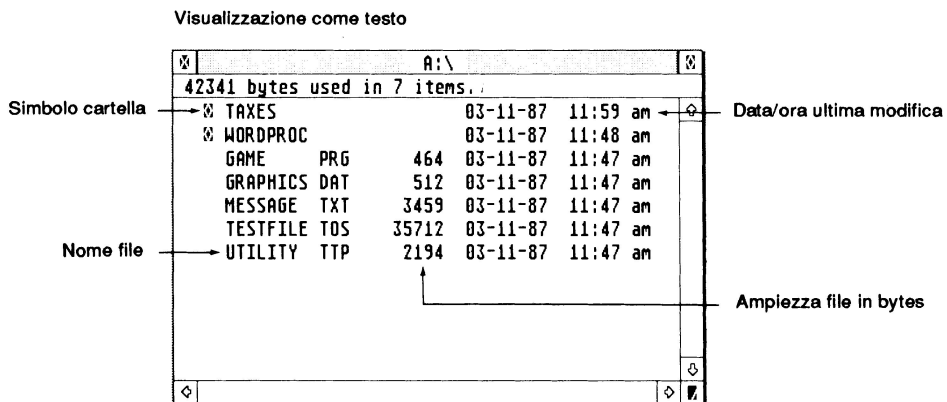 Visualizzazione come testo
A:\
42341 bytes used in 7 items.
Simbolo cartella
TAXES 03-11-87 11:59 am
Data/ora ultima modifica
WORDPROC 03-11-87 11:48 am
GAME PRG 464 03-11-87 11:47 am
GRAPHICS DAT 512 03-11-87 11:47 am
MESSAGE TXT 3459 03-11-87 11:47 am
TESTFILE TOS 35712 03-11-87 11:47 am
Nome file
UTILITY TTP 2194 03-11-87 11:47 am
Ampiezza file in bytes